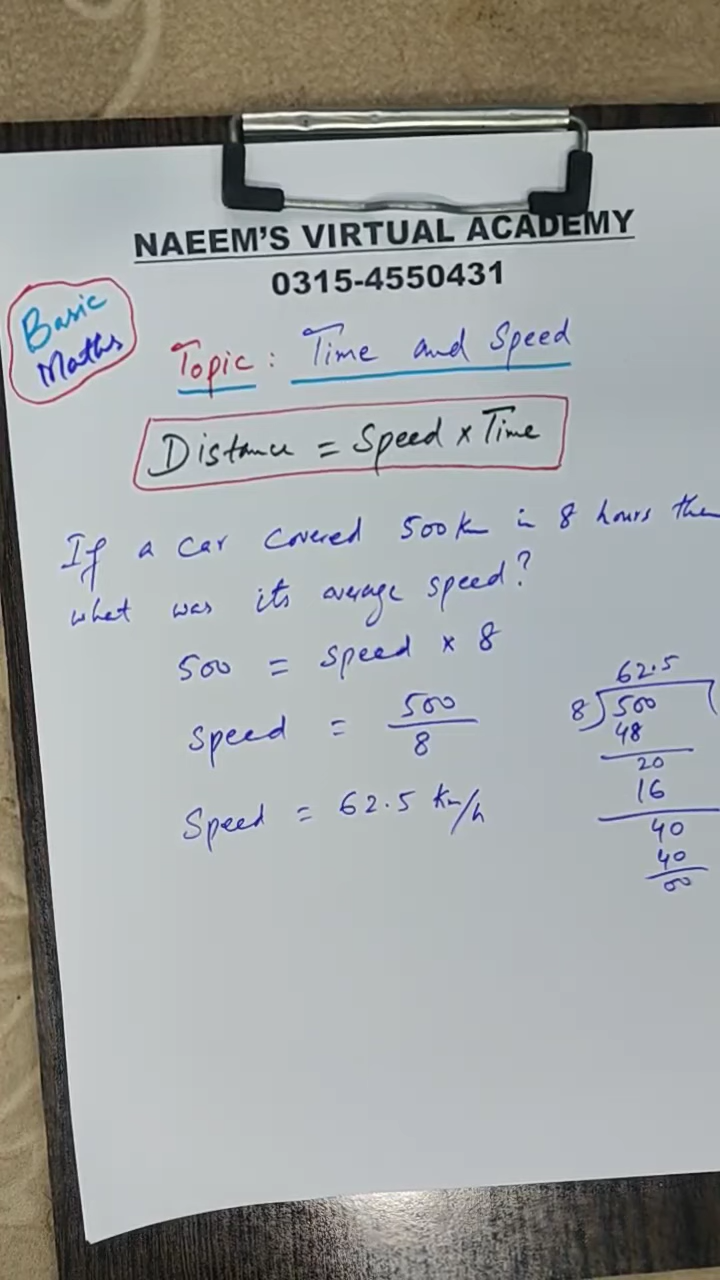 NAEEM'S VIRTUAL ACADEMY
0315-4550431
Basic
Maths
Topic: Time and Speed
Distance = Speed x Time
If a car covered 500 km in 8 hours
what was its average speed?
500 = Speed x 8
Speed = 500/8
Speed = 62.5 Km/h
62.5
8)500
48
20
16
40
40
00